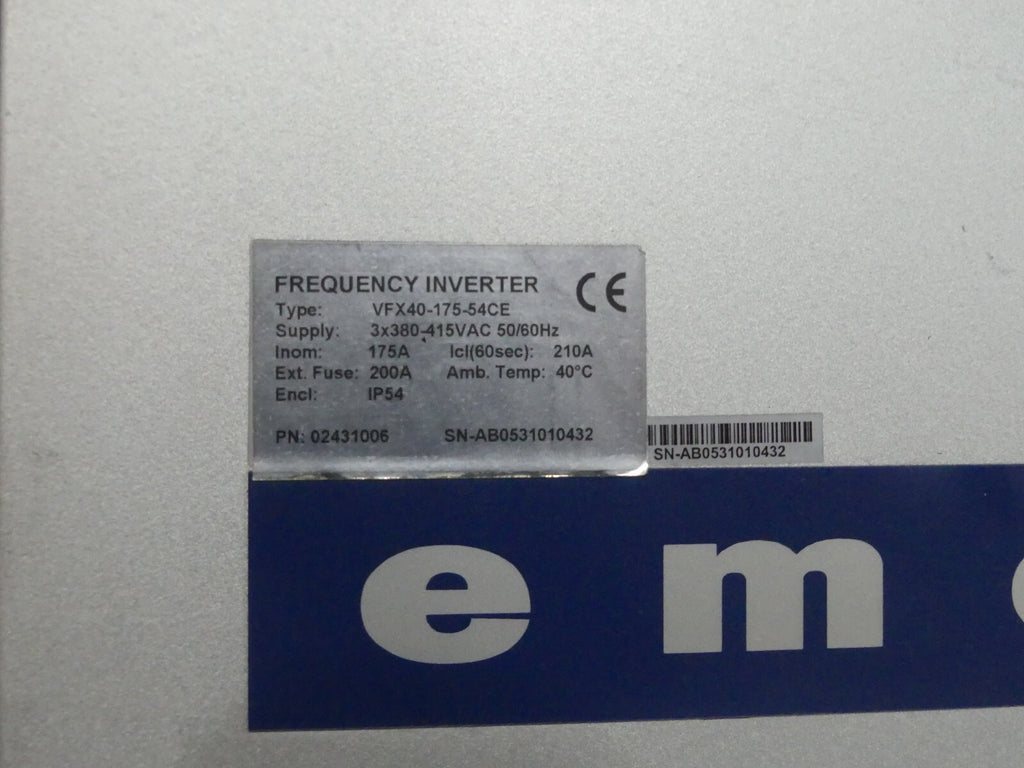 FREQUENCY INVERTER CE
Type: VFX40-175-54CE
Supply: 3x380-415VAC 50/60Hz
Inom: 175A Icl(60sec): 210A
Ext. Fuse: 200A Amb. Temp: 40°C
Encl: IP54
PN: 02431006 SN-AB0531010432
SN-AB0531010432
em